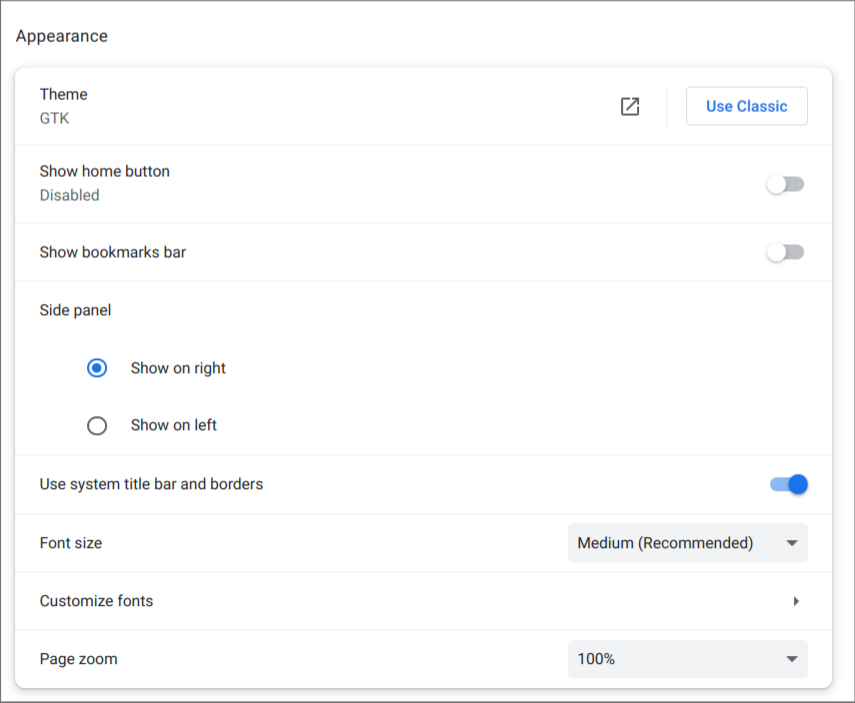 Appearance
Theme
GTK
Use Classic
Show home button
Disabled
Show bookmarks bar
Side panel
Show on right
Show on left
Use system title bar and borders
Font size
Medium (Recommended)
Customize fonts
Page zoom
100%